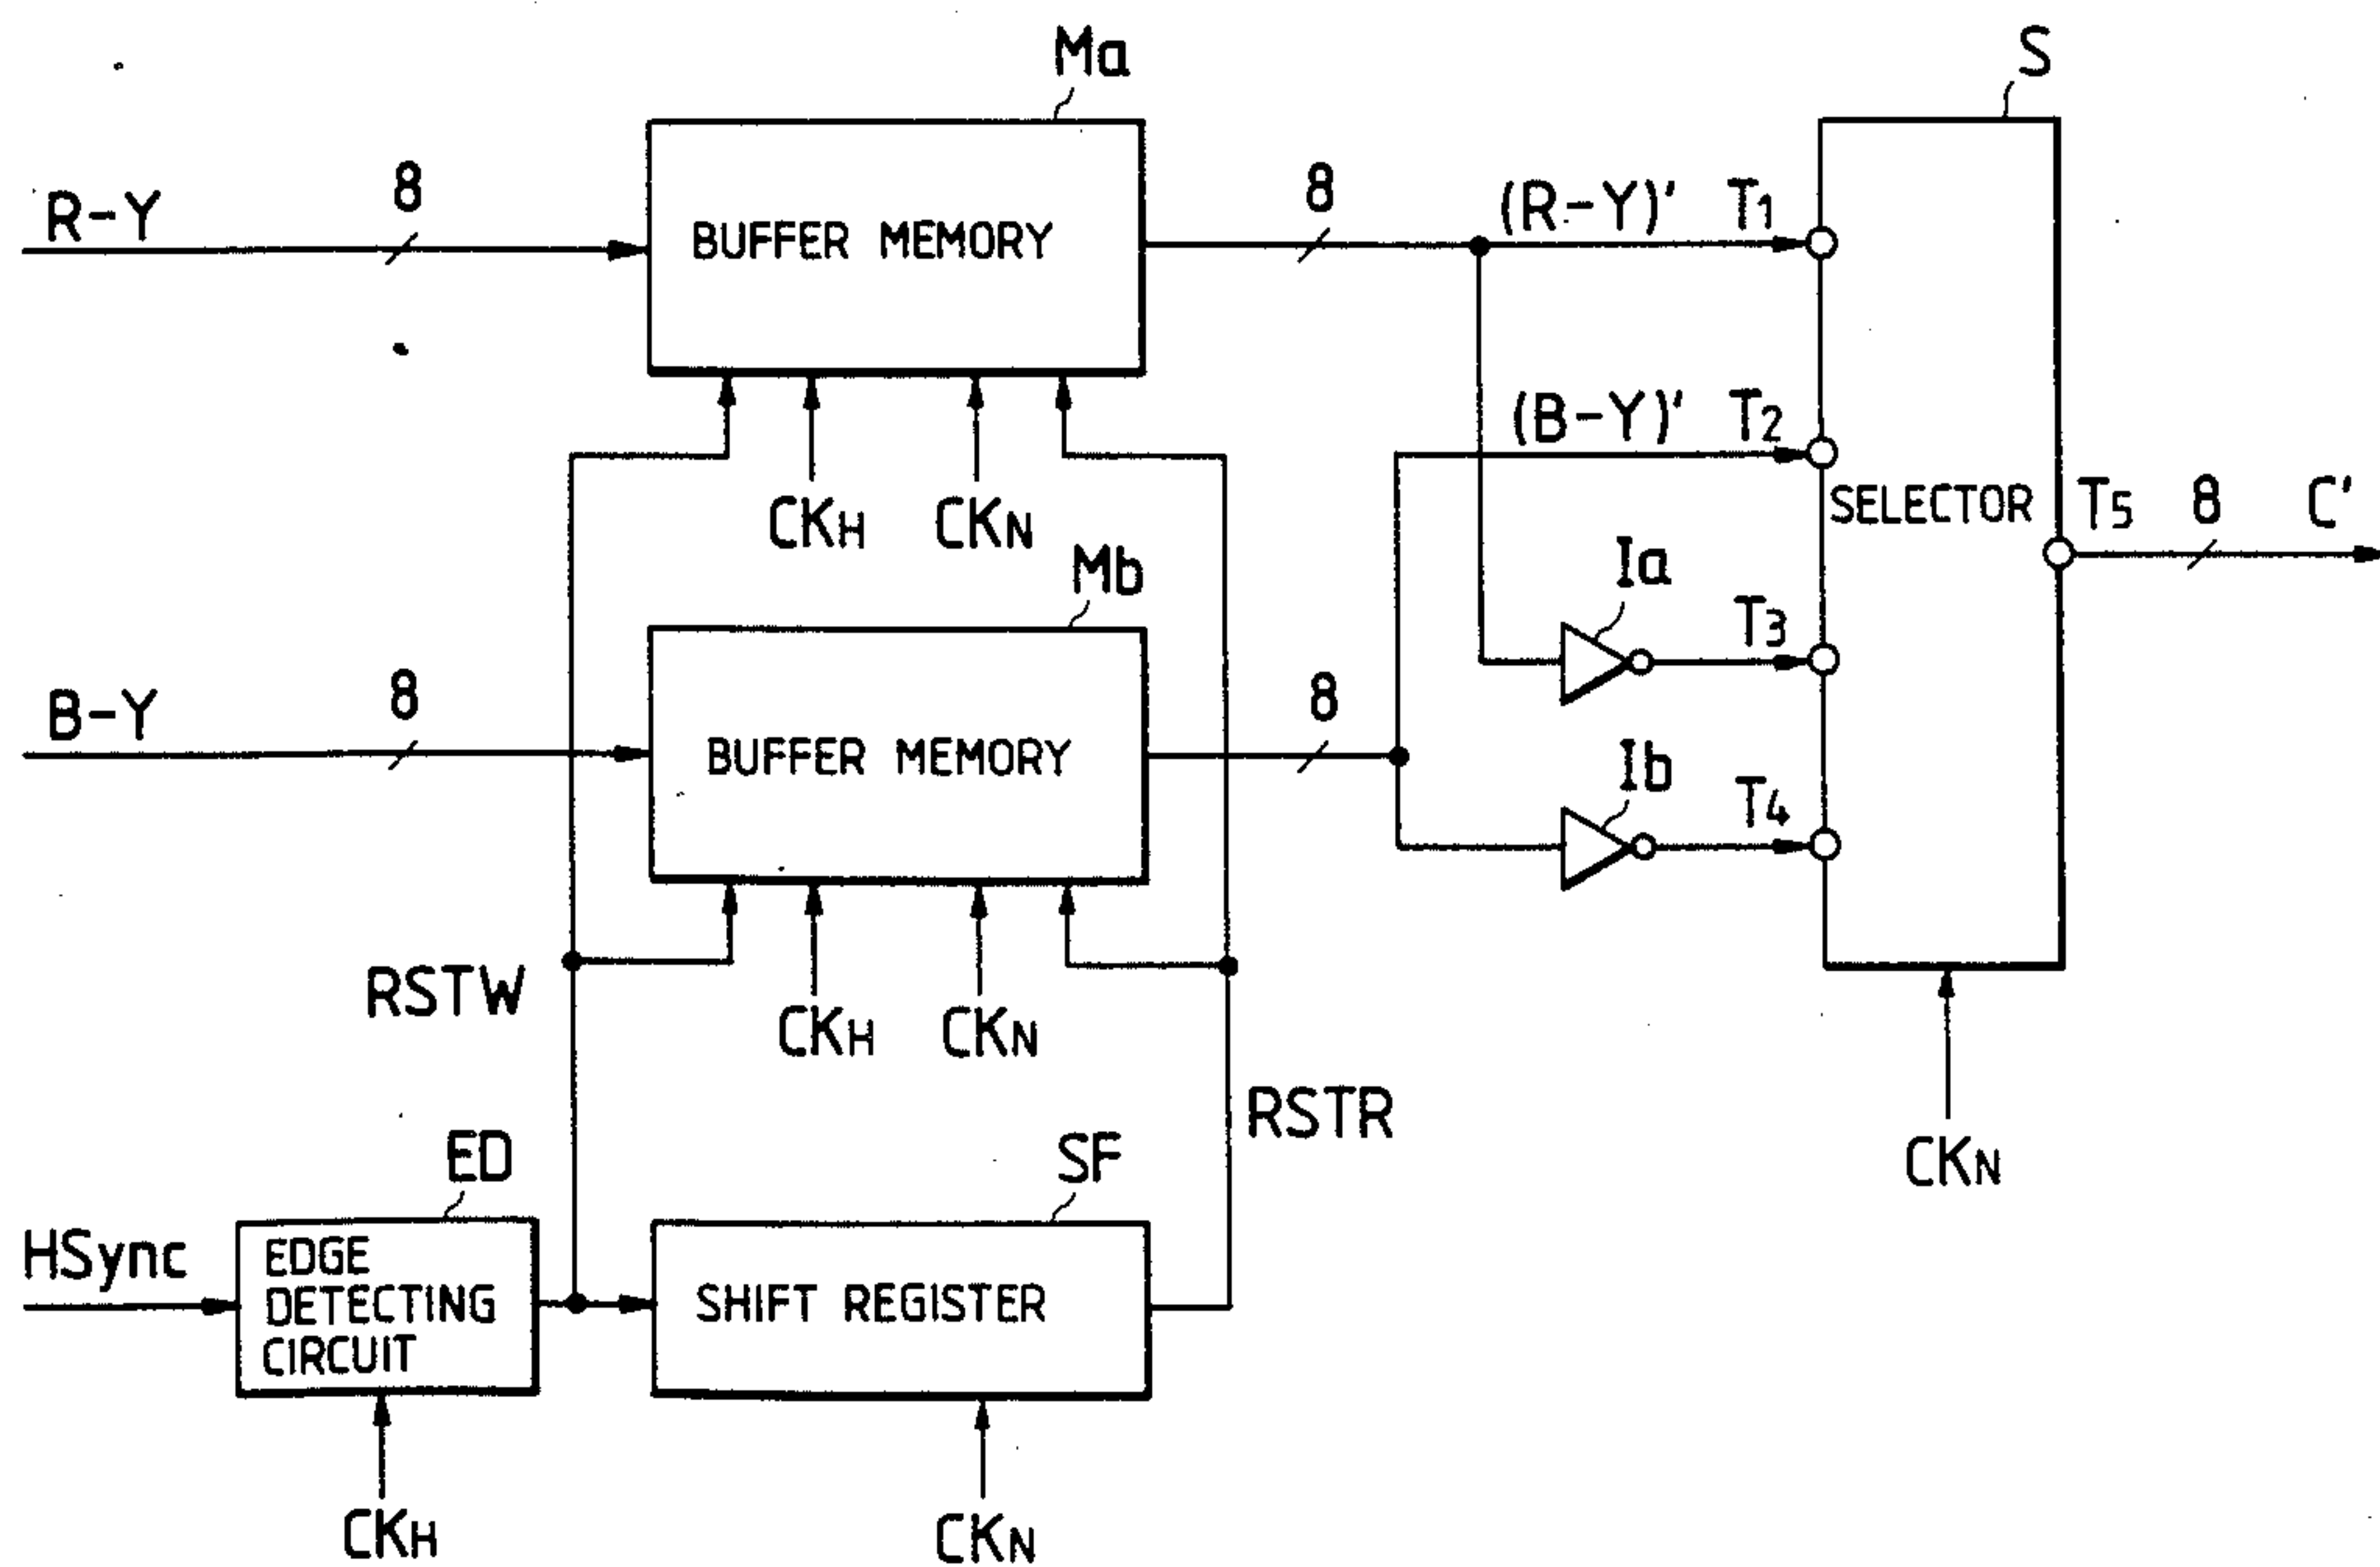 Ma
S
R-Y
8
BUFFER MEMORY
8
(R-Y)'
T1
(B-Y)'
T2
CKH
CKN
SELECTOR
T5
8
C'
Mb
Ia
T3
B-Y
8
BUFFER MEMORY
8
Ib
T4
RSTW
CKH
CKN
RSTR
CKN
ED
SF
HSync
EDGE
DETECTING
CIRCUIT
SHIFT REGISTER
CKH
CKN